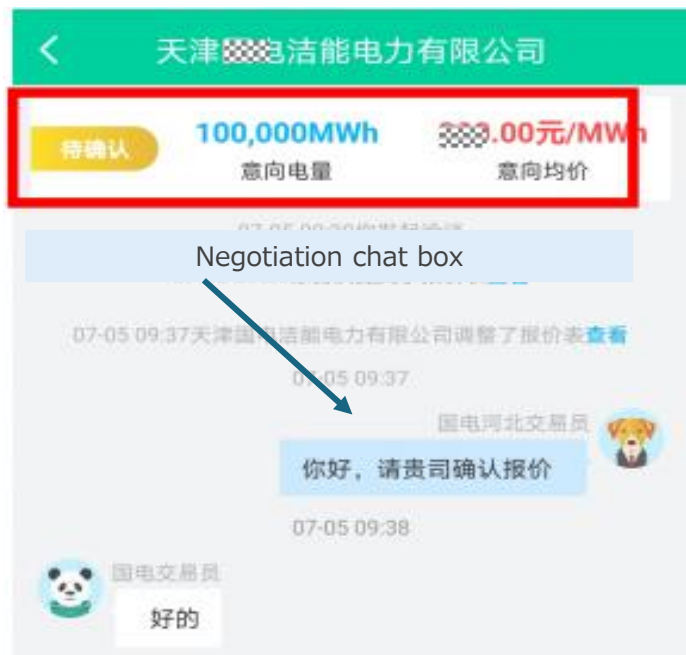 天津 电洁能电力有限公司
待确认
100,000MWh
.00元/MWh
意向电量
意向均价
Negotiation chat box
07-05 09:37天津国电洁能电力有限公司调整了报价表查看
07-05 09:37
国电河北交易员
你好，请贵司确认报价
07-05 09:38
国电交易员
好的